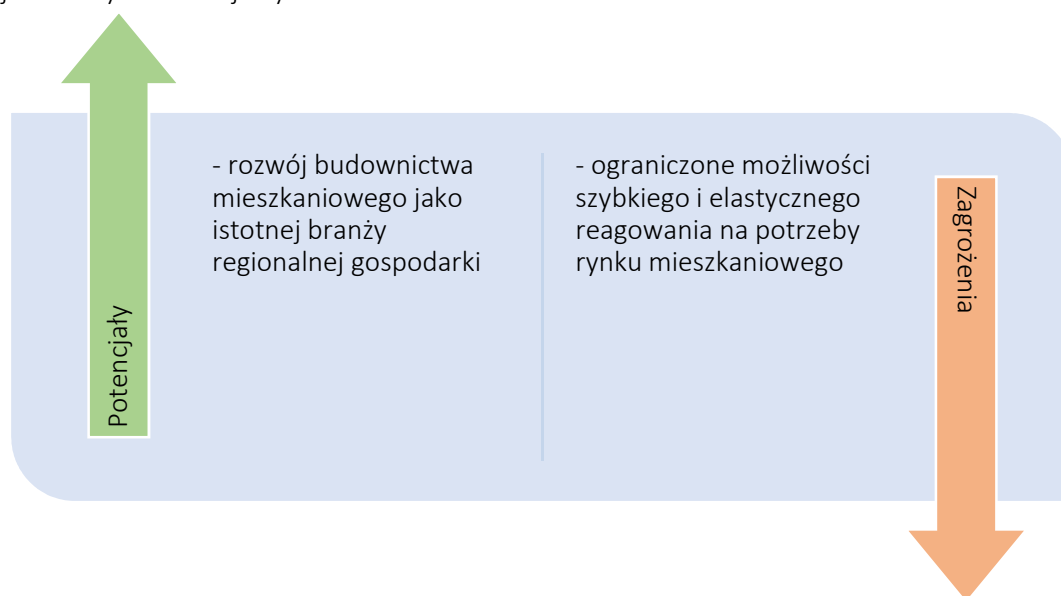 Potencjały
- rozwój budownictwa
mieszkaniowego jako
istotnej branży
regionalnej gospodarki
- ograniczone możliwości
szybkiego i elastycznego
reagowania na potrzeby
rynku mieszkaniowego
Zagrożenia